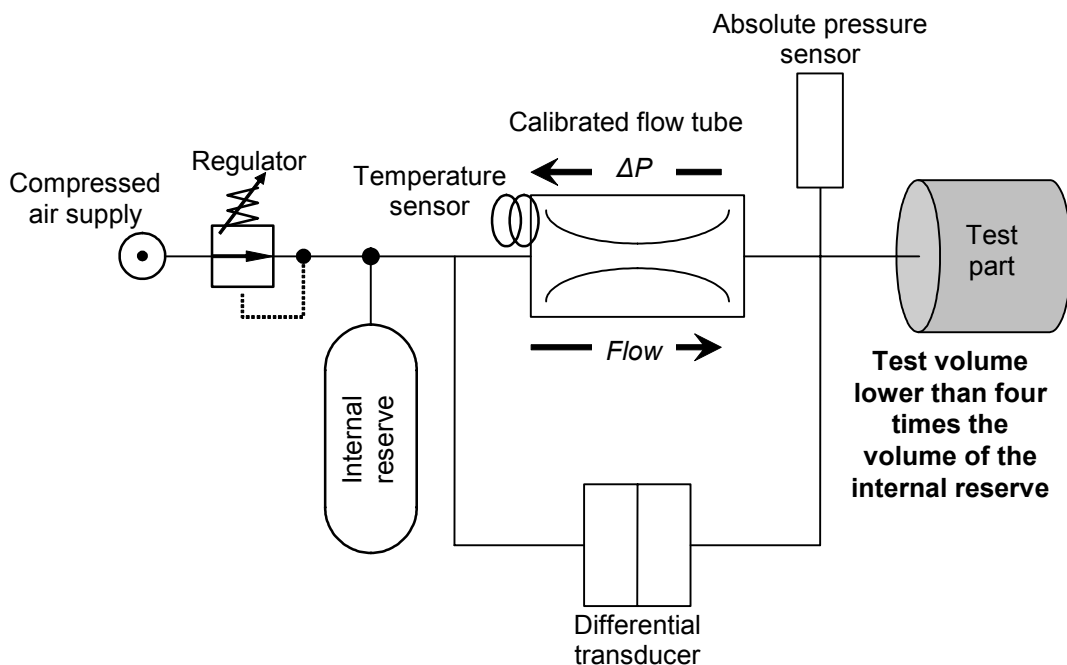 Absolute pressure
sensor
Calibrated flow tube
ΔP
Regulator
Temperature
sensor
Compressed
air supply
Test
part
Flow
Internal
reserve
Test volume
lower than four
times the
volume of the
internal reserve
Differential
transducer